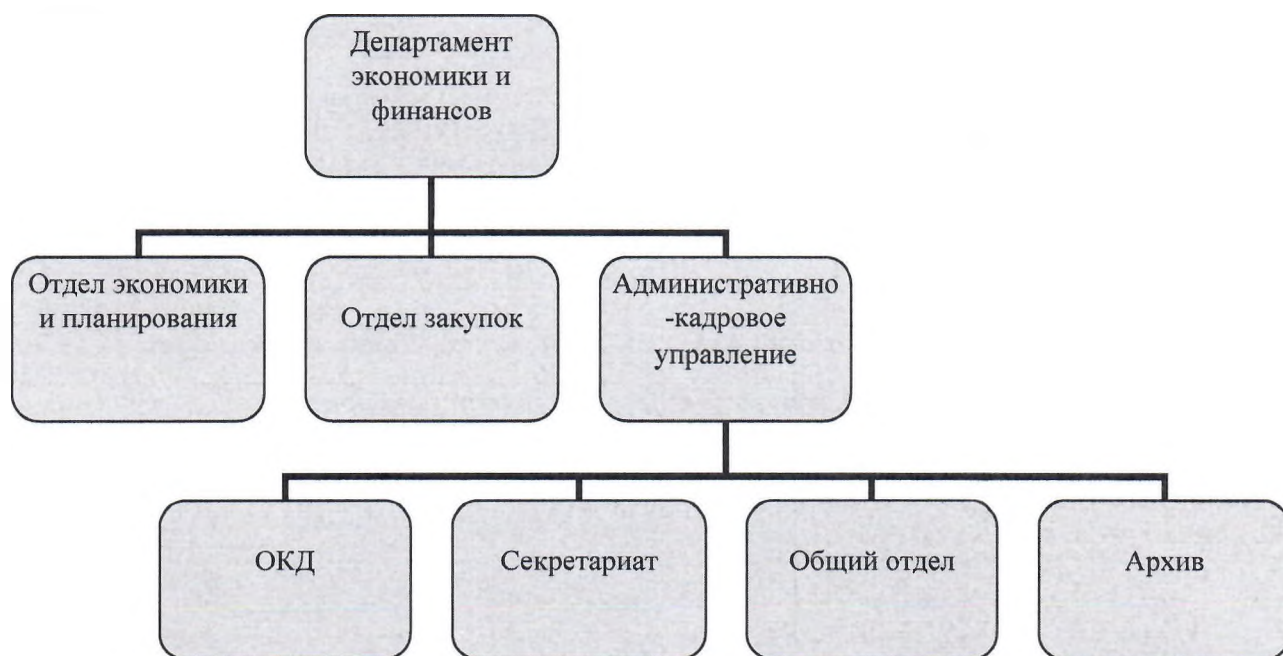 Департамент
экономики и
финансов
Отдел экономики
и планирования
Отдел закупок
Административно
-кадровое
управление
ОКД
Секретариат
Общий отдел
Архив